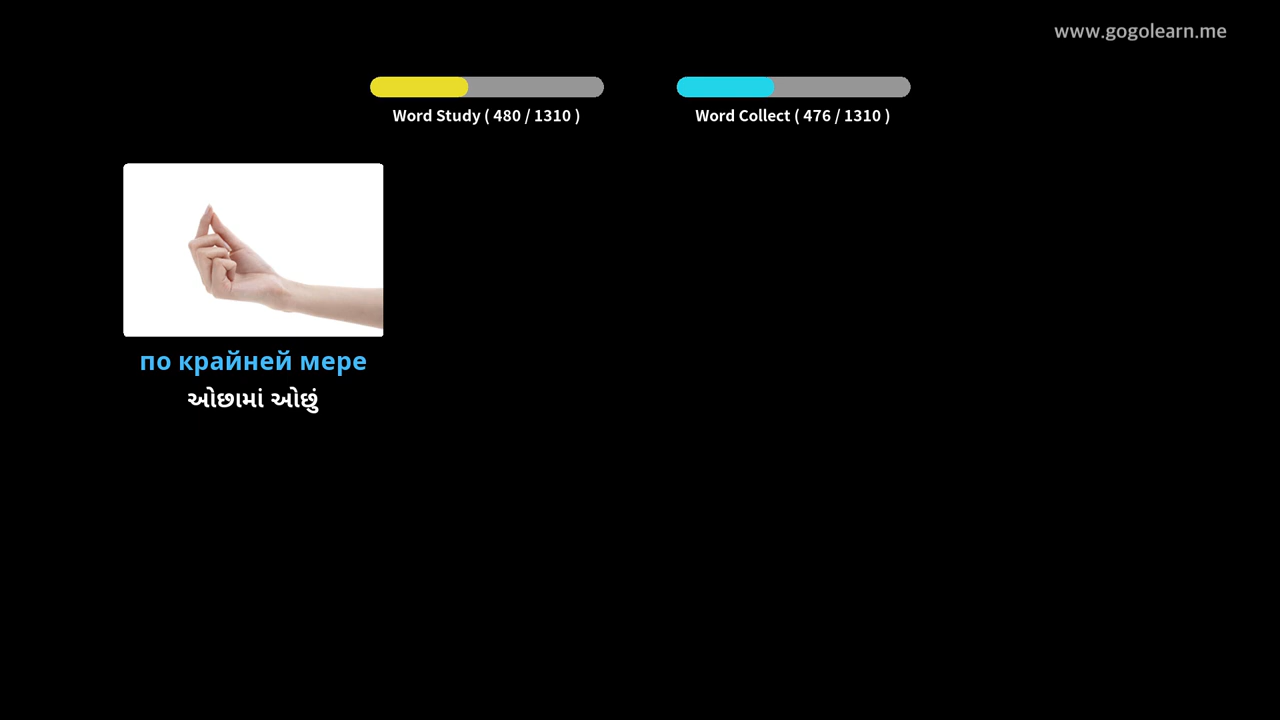 www.gogolearn.me
Word Study ( 480 / 1310 )
Word Collect ( 476 / 1310 )
по крайней мере
ઓછામાં ઓછું